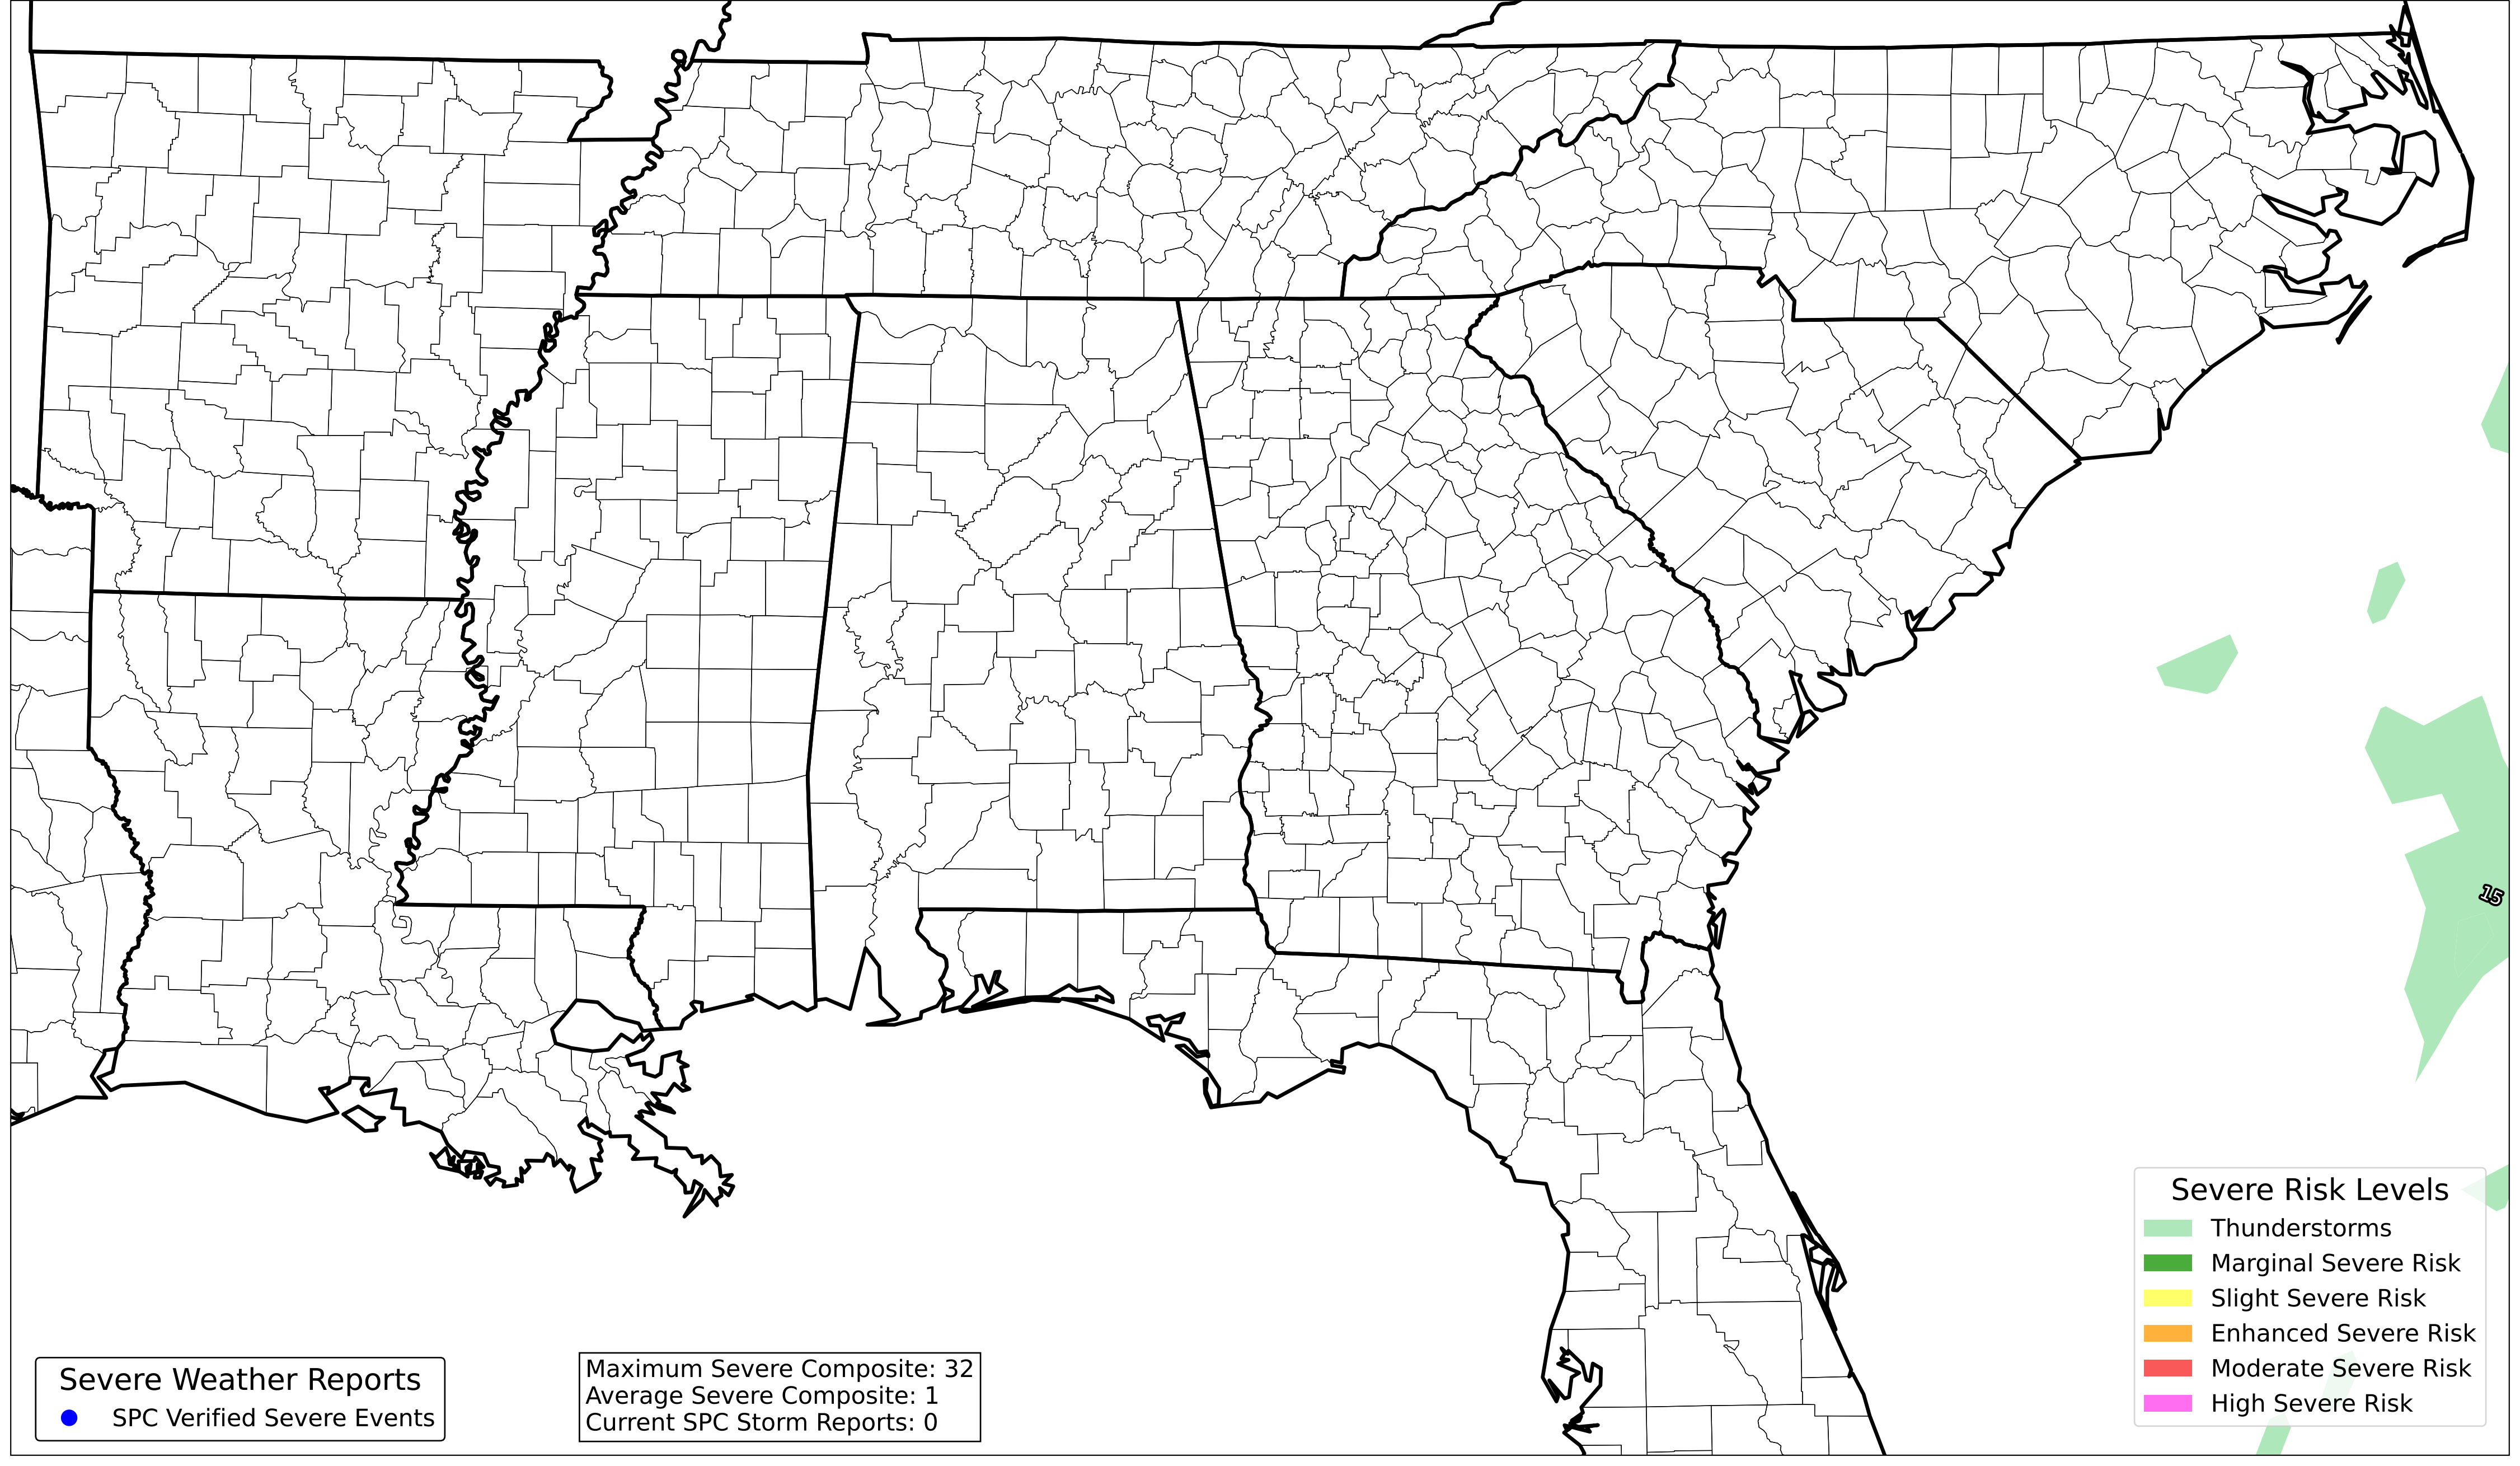 15
Severe Risk Levels
Thunderstorms
Marginal Severe Risk
Slight Severe Risk
Enhanced Severe Risk
Moderate Severe Risk
High Severe Risk
Severe Weather Reports
SPC Verified Severe Events
Maximum Severe Composite: 32
Average Severe Composite: 1
Current SPC Storm Reports: 0